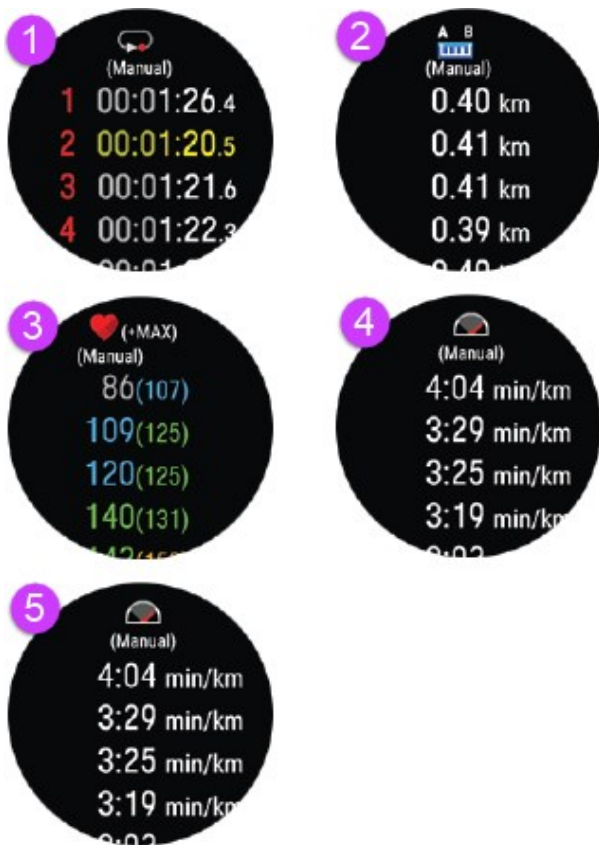 1
(Manual)
1 00:01:26.4
2 00:01:20.5
3 00:01:21.6
4 00:01:22.3
2
A B
(Manual)
0.40 km
0.41 km
0.41 km
0.39 km
3
(+MAX)
(Manual)
86(107)
109(125)
120(125)
140(131)
4
(Manual)
4:04 min/km
3:29 min/km
3:25 min/km
3:19 min/km
5
(Manual)
4:04 min/km
3:29 min/km
3:25 min/km
3:19 min/km